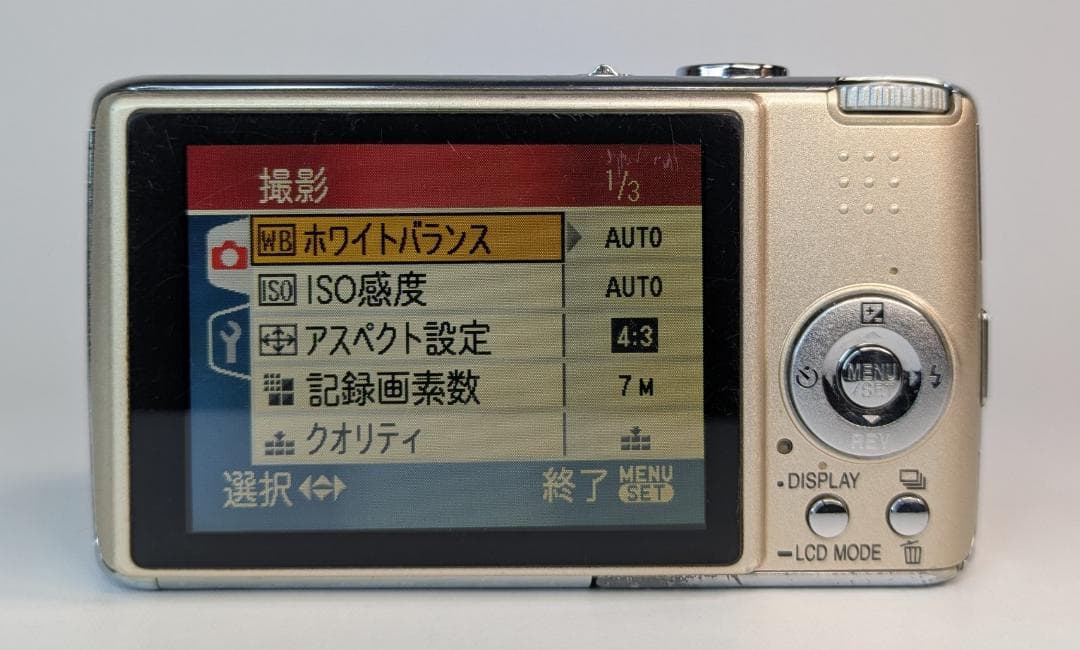 撮影 1/3
WB ホワイトバランス AUTO
ISO ISO感度 AUTO
アスペクト設定 4:3
記録画素数 7M
クオリティ
選択 終了 MENU SET
MENU
/SET
REV
DISPLAY
LCD MODE